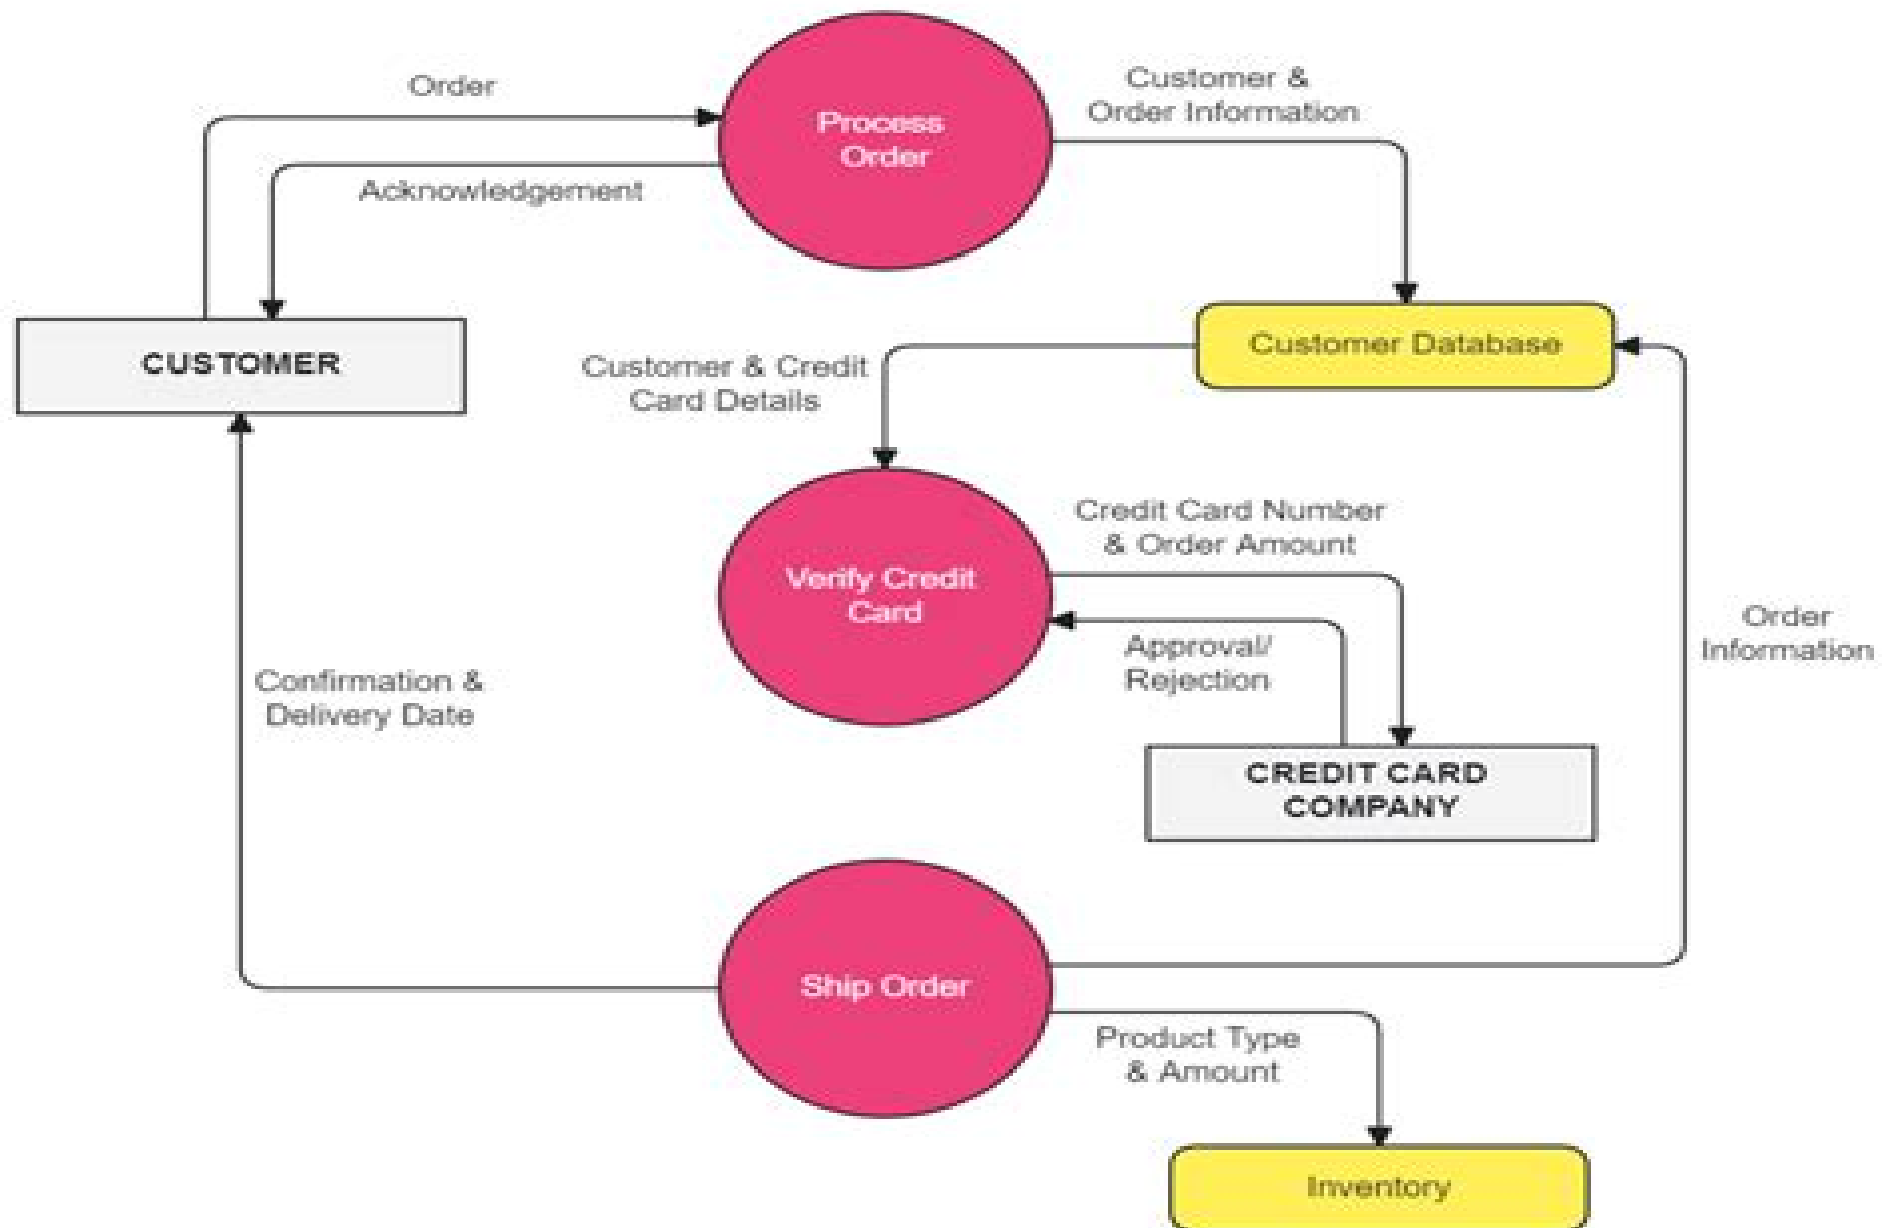 Order
Customer &
Order Information
Process
Order
Acknowledgement
CUSTOMER
Customer Database
Customer & Credit
Card Details
Credit Card Number
& Order Amount
Verify Credit
Card
Approval/
Rejection
Order
Information
Confirmation &
Delivery Date
CREDIT CARD
COMPANY
Ship Order
Product Type
& Amount
Inventory